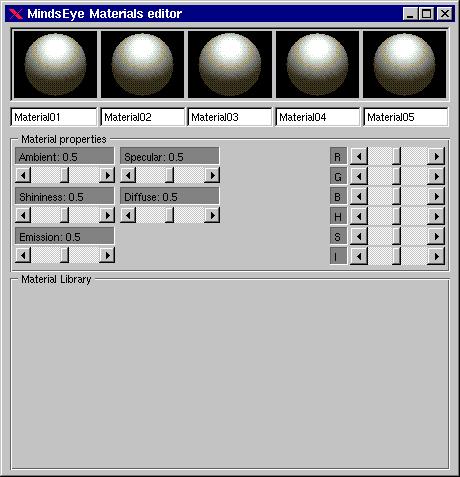 MindsEye Materials editor
Material01 Material02 Material03 Material04 Material05
Material properties
Ambient: 0.5 Specular: 0.5 R
G
Shininess: 0.5 Diffuse: 0.5 B
H
Emission: 0.5 S
I
Material Library